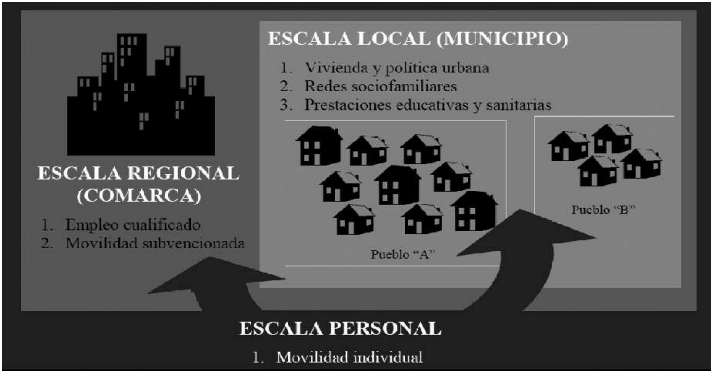 ESCALA LOCAL (MUNICIPIO)
1. Vivienda y política urbana
2. Redes sociofamiliares
3. Prestaciones educativas y sanitarias
ESCALA REGIONAL
(COMARCA)
1. Empleo cualificado
2. Movilidad subvencionada
Pueblo “A”
Pueblo “B”
ESCALA PERSONAL
1. Movilidad individual